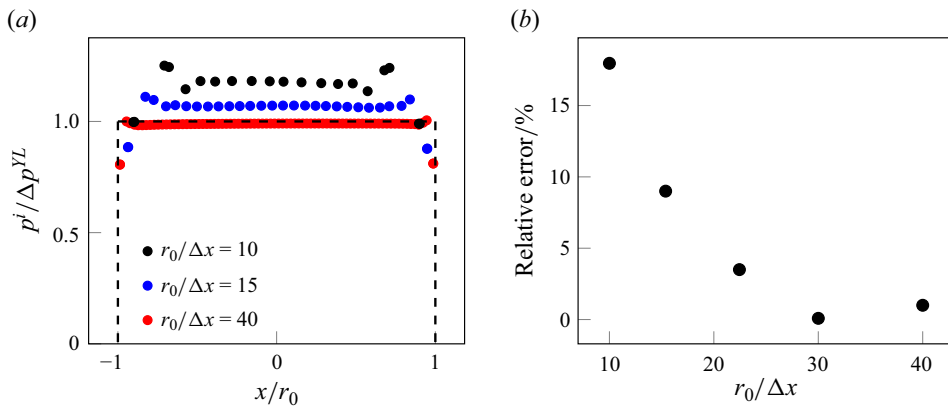 (a)
1.0
0.5
0
p^i/Δp^{YL}
r_0/Δx = 10
r_0/Δx = 15
r_0/Δx = 40
−1 0 1
x/r_0
(b)
15
10
5
0
Relative error/%
10 20 30 40
r_0/Δx